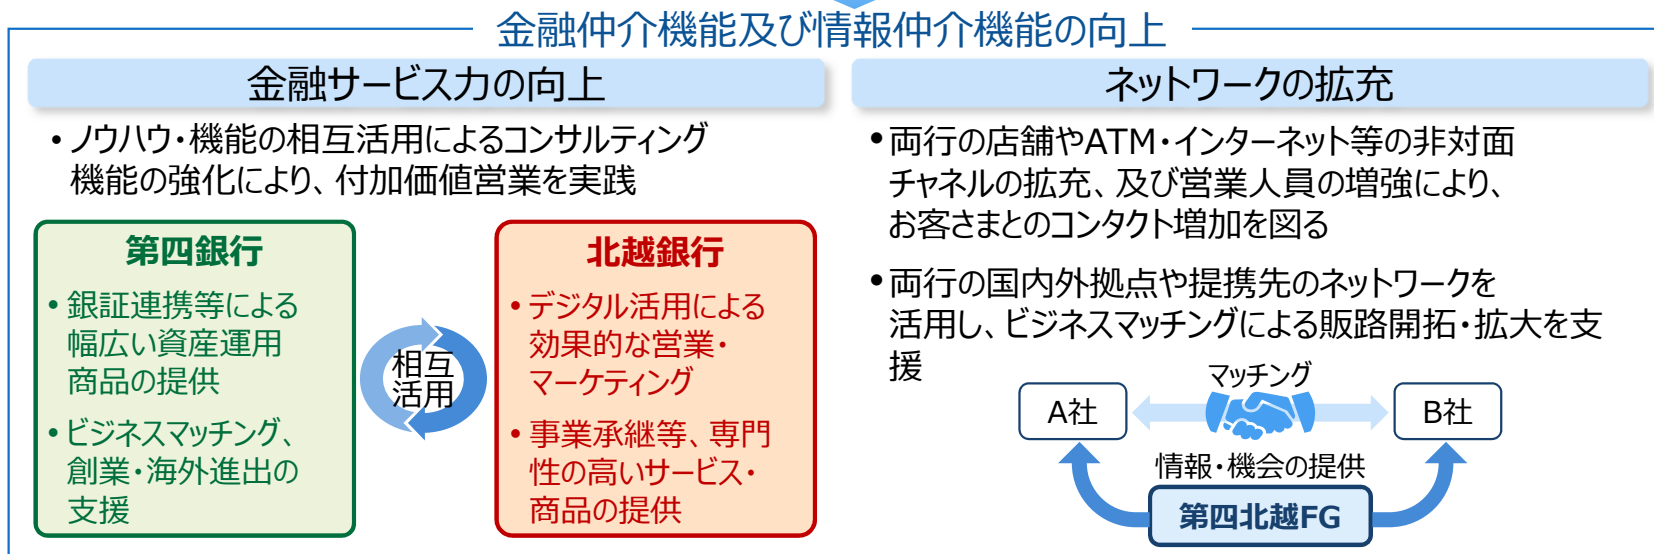 金融仲介機能及び情報仲介機能の向上
金融サービス力の向上
• ノウハウ・機能の相互活用によるコンサルティング
機能の強化により、付加価値営業を実践
第四銀行
• 銀証連携等による
幅広い資産運用
商品の提供
• ビジネスマッチング、
創業・海外進出の
支援
相互
活用
北越銀行
• デジタル活用による
効果的な営業・
マーケティング
• 事業承継等、専門
性の高いサービス・
商品の提供
ネットワークの拡充
• 両行の店舗やATM・インターネット等の非対面
チャネルの拡充、及び営業人員の増強により、
お客さまとのコンタクト増加を図る
• 両行の国内外拠点や提携先のネットワークを
活用し、ビジネスマッチングによる販路開拓・拡大を支
援
マッチング
A社
B社
情報・機会の提供
第四北越FG